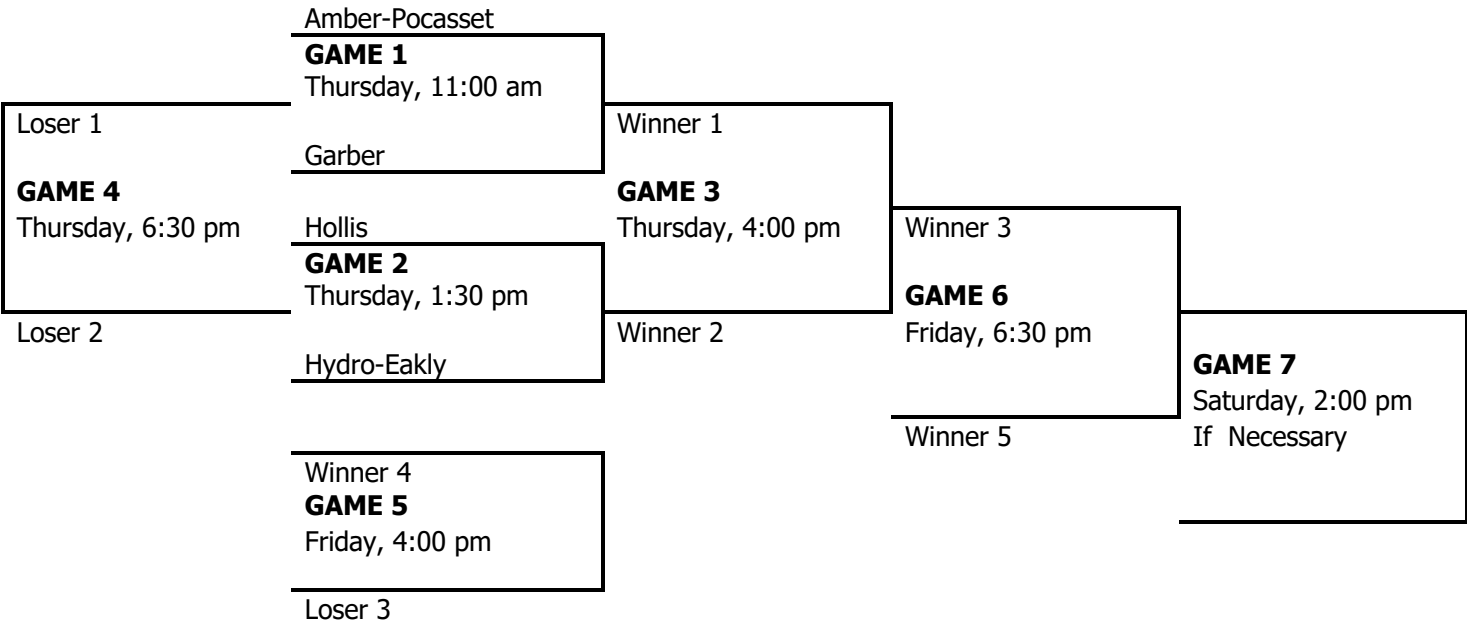 Amber-Pocasset
GAME 1
Thursday, 11:00 am
Loser 1
Winner 1
Garber
GAME 4
GAME 3
Thursday, 6:30 pm
Hollis
Thursday, 4:00 pm
Winner 3
GAME 2
Thursday, 1:30 pm
GAME 6
Loser 2
Winner 2
Friday, 6:30 pm
Hydro-Eakly
GAME 7
Saturday, 2:00 pm
Winner 5
If Necessary
Winner 4
GAME 5
Friday, 4:00 pm
Loser 3